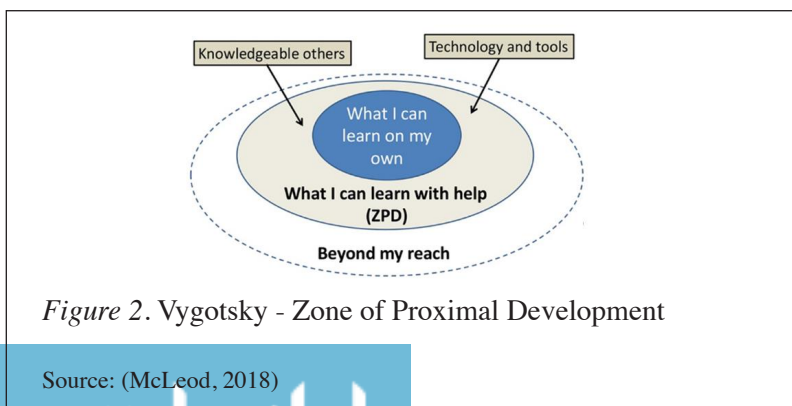 Knowledgeable others
Technology and tools
What I can
learn on my
own
What I can learn with help
(ZPD)
Beyond my reach
Figure 2. Vygotsky - Zone of Proximal Development
Source: (McLeod, 2018)